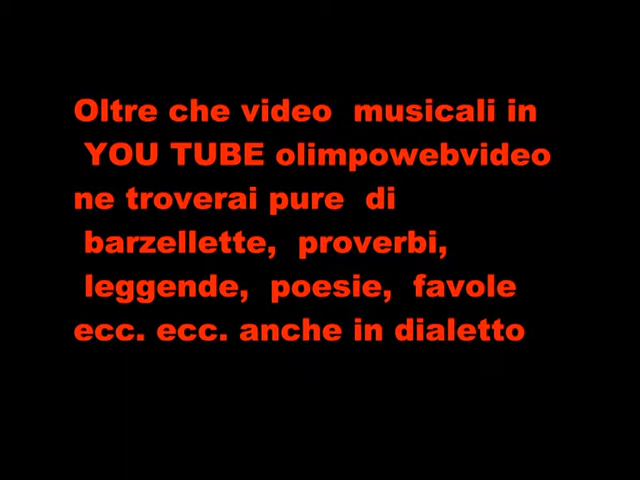 Oltre che video musicali in
YOU TUBE olimpowebvideo
ne troverai pure di
barzellette, proverbi,
leggende, poesie, favole
ecc. ecc. anche in dialetto